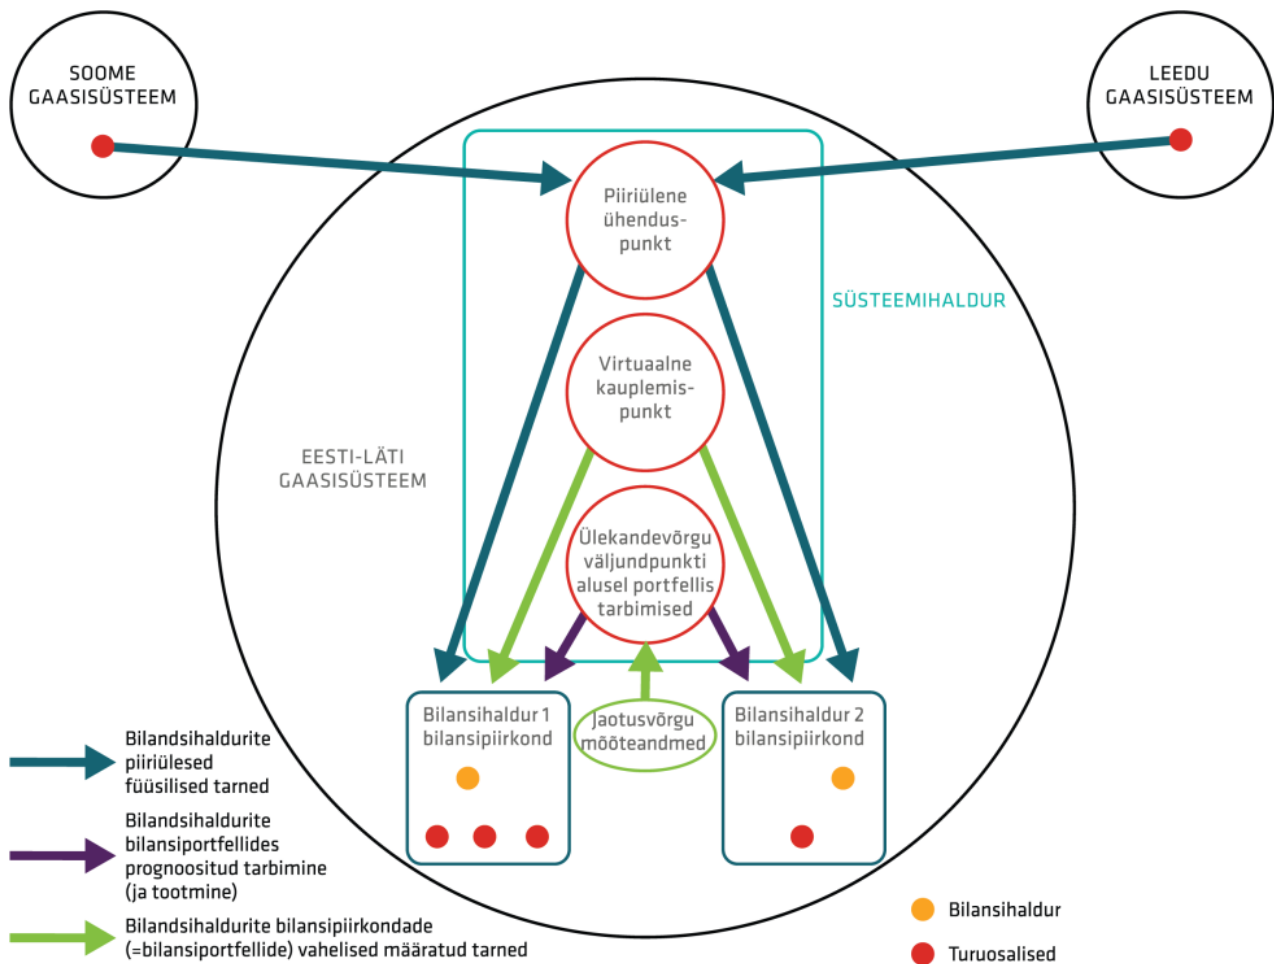 SOOME
GAASISÜSTEEM
LEEDU
GAASISÜSTEEM
Piiriülene
ühendus-
punkt
SÜSTEEMIHALDUR
Virtuaalne
kauplemis-
punkt
EESTI-LÄTI
GAASISÜSTEEM
Ülekandevõrgu
väljundpunkti
alusel portfellis
tarbimised
Bilansihaldur 1
bilansipiirkond
Jaotusvõrgu
mõõteandmed
Bilansihaldur 2
bilansipiirkond
Bilandsihaldurite
piiriülesed
füüsilised tarned
Bilandsihaldurite
bilansiportfellides
prognoositud tarbimine
(ja tootmine)
Bilandsihaldurite bilansipiirkondade
(=bilansiportfellide) vahelised määratud tarned
Bilansihaldur
Turuosalised